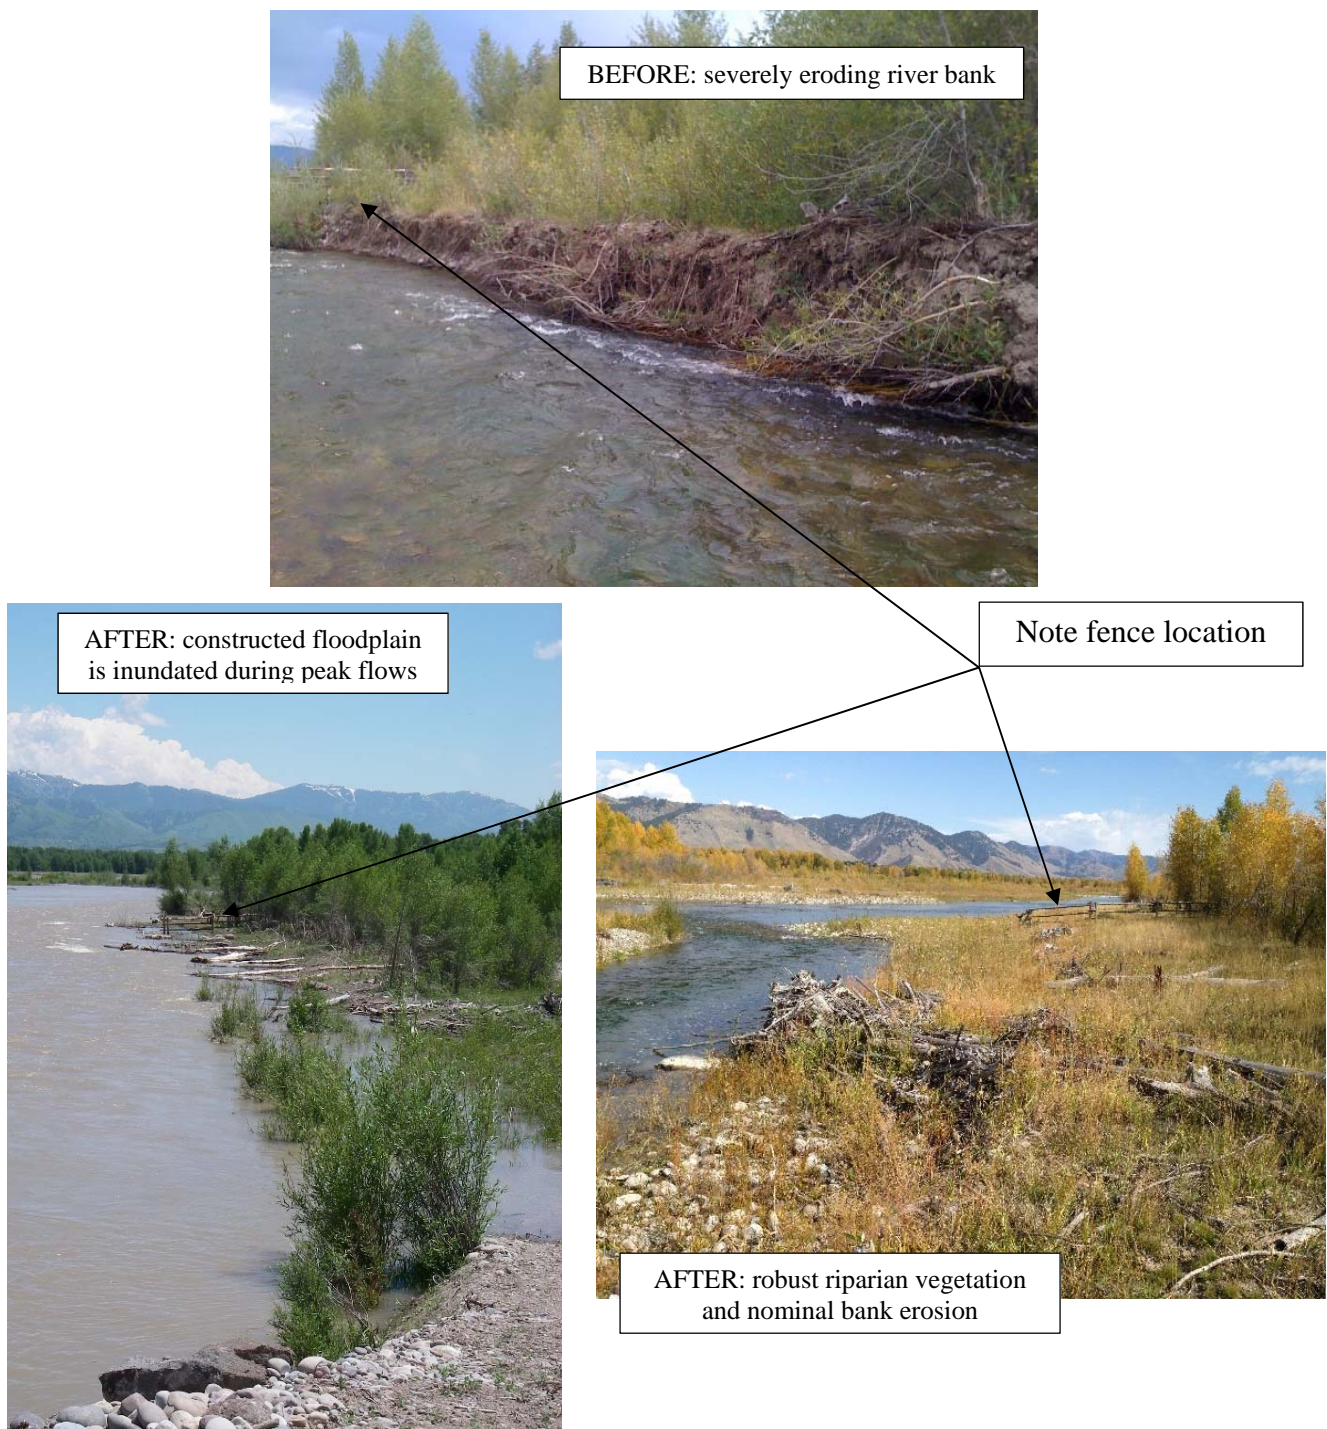 BEFORE: severely eroding river bank
AFTER: constructed floodplain
is inundated during peak flows
Note fence location
AFTER: robust riparian vegetation
and nominal bank erosion